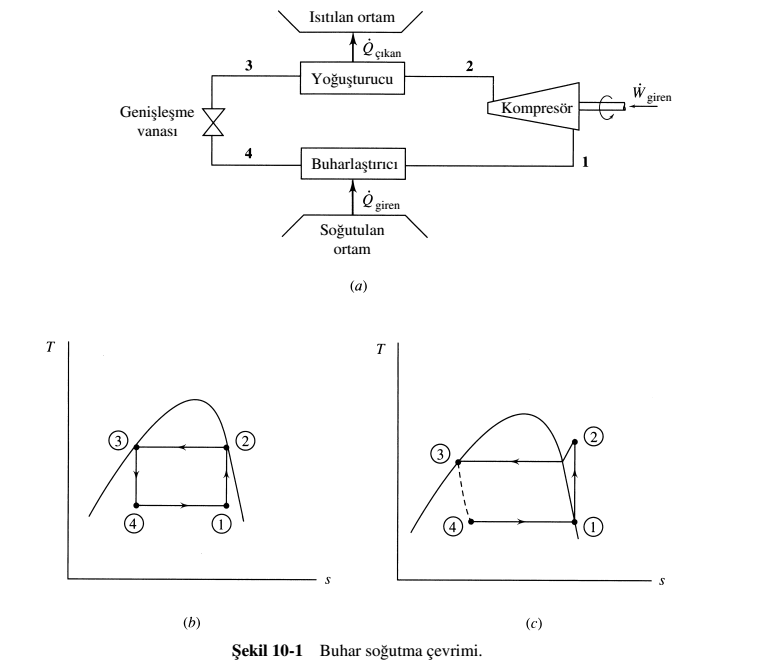 Isıtılan ortam
Q̇ çıkan
3
Yoğuşturucu
2
Genişleşme
vanası
Kompresör
Ẇ giren
4
Buharlaştırıcı
1
Q̇ giren
Soğutulan
ortam
(a)
T
3
2
4
1
s
(b)
T
3
2
4
1
s
(c)
Şekil 10-1 Buhar soğutma çevrimi.